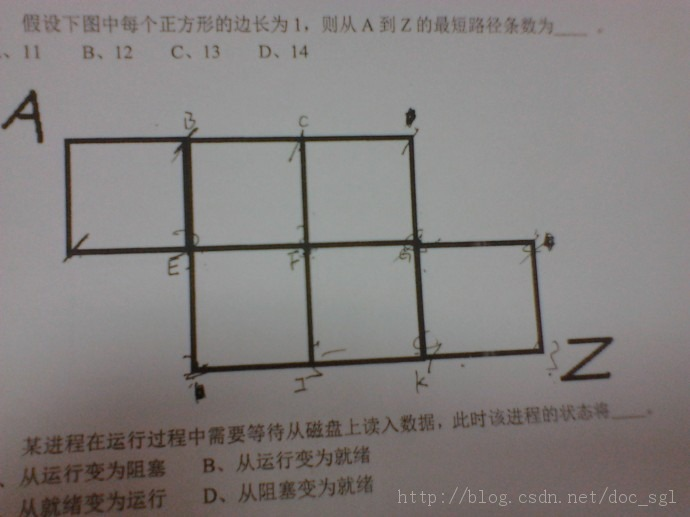 假设下图中每个正方形的边长为1,则从A到Z的最短路径条数为____。
、11 B、12 C、13 D、14
A
B C
E F G
J K
Z
某进程在运行过程中需要等待从磁盘上读入数据,此时该进程的状态将____。
、从运行变为阻塞 B、从运行变为就绪
从就绪变为运行 D、从阻塞变为就绪
http://blog.csdn.net/doc_sgl